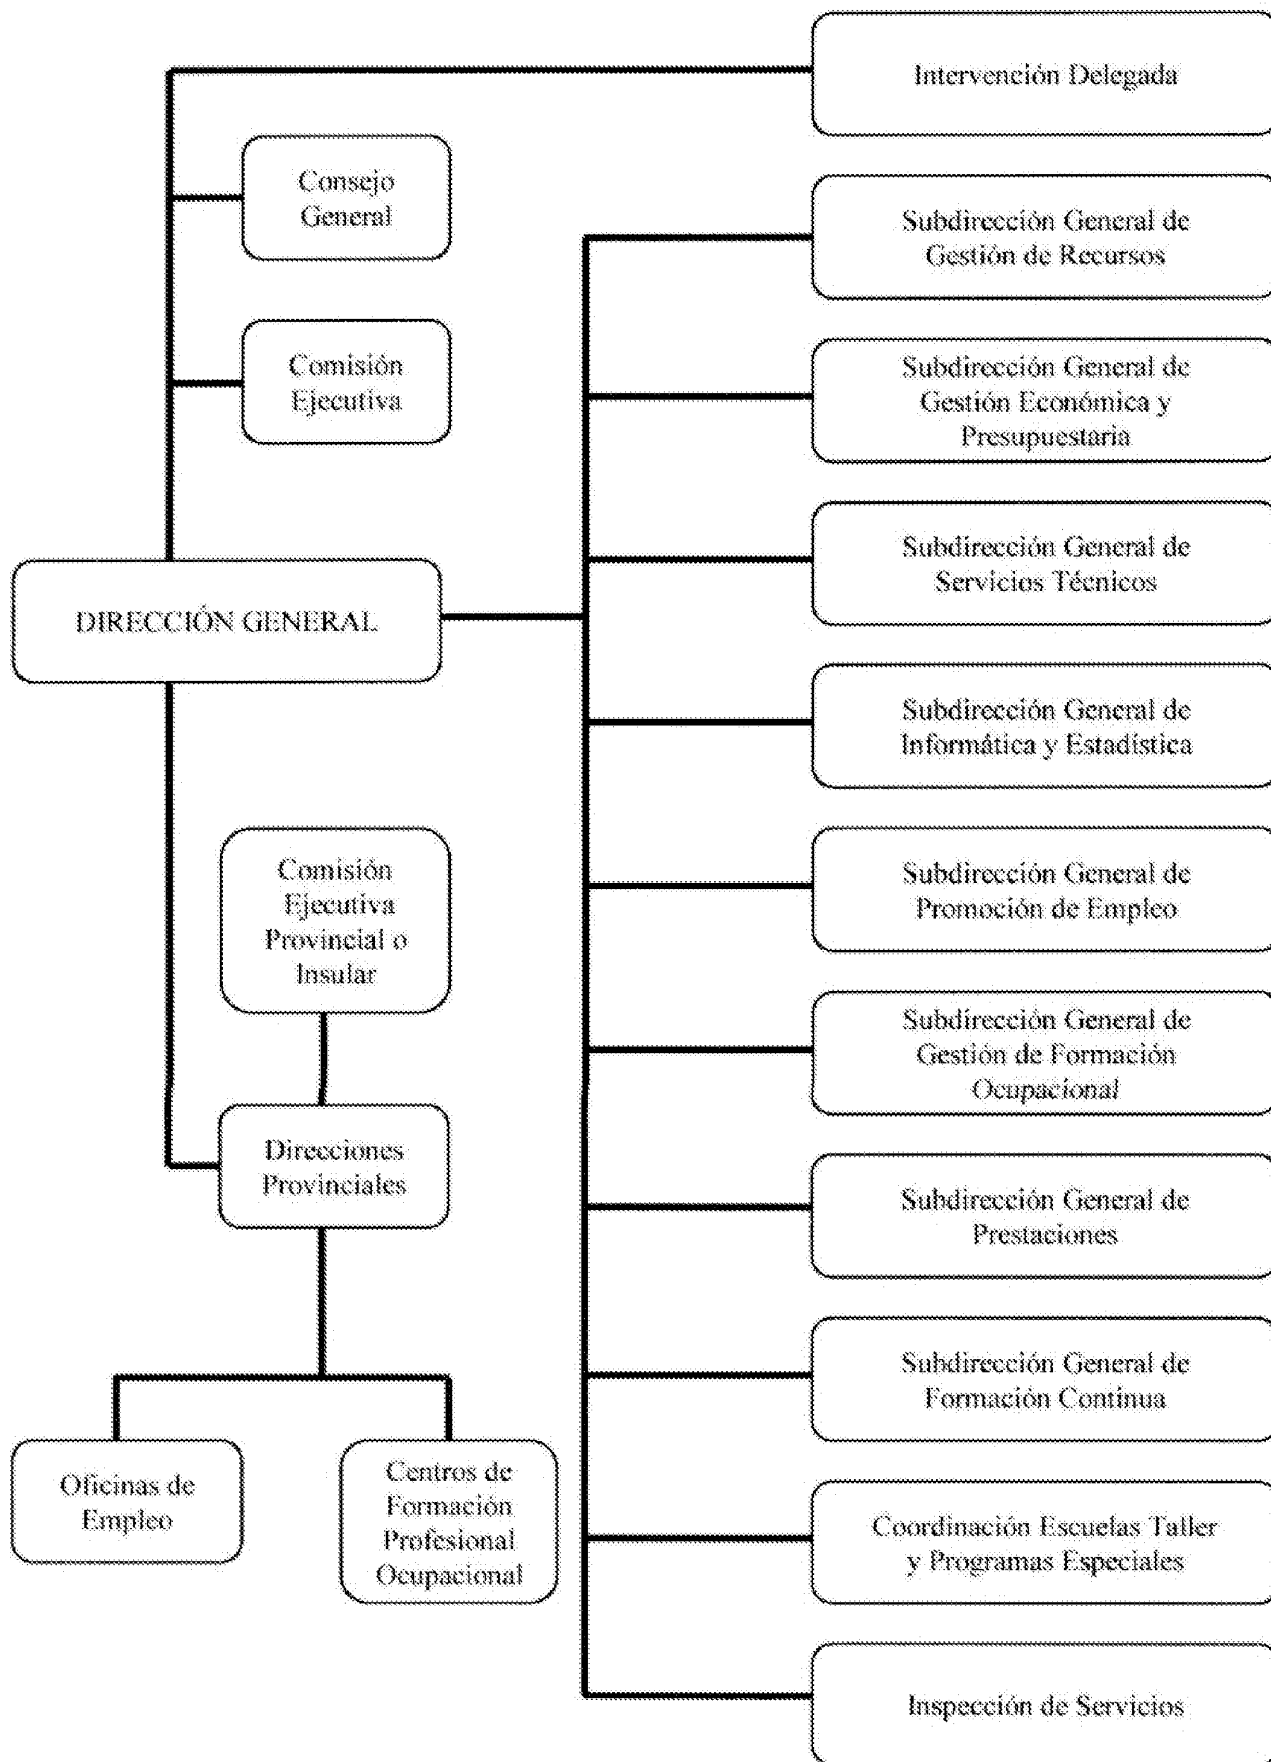 Intervención Delegada
Consejo
General
Subdirección General de
Gestión de Recursos
Comisión
Ejecutiva
Subdirección General de
Gestión Económica y
Presupuestaria
Subdirección General de
Servicios Técnicos
DIRECCIÓN GENERAL
Subdirección General de
Informática y Estadística
Comisión
Ejecutiva
Provincial o
Insular
Subdirección General de
Promoción de Empleo
Subdirección General de
Gestión de Formación
Ocupacional
Direcciones
Provinciales
Subdirección General de
Prestaciones
Subdirección General de
Formación Continua
Oficinas de
Empleo
Centros de
Formación
Profesional
Ocupacional
Coordinación Escuelas Taller
y Programas Especiales
Inspección de Servicios